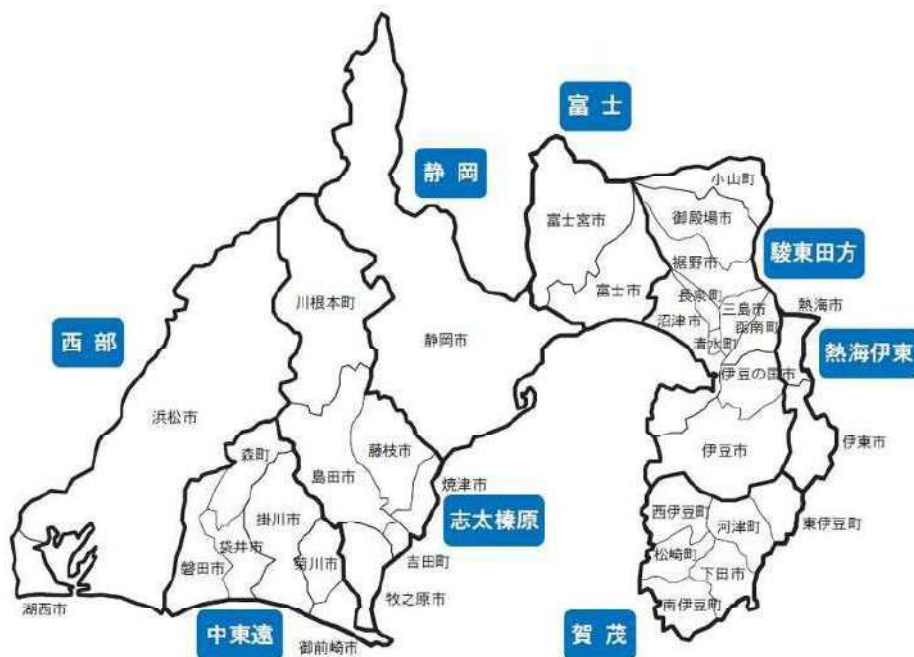 富士
小山町
静岡
富士宮市
御殿場市
駿東田方
裾野市
川根本町
富士市
長泉町
三島市
熱海市
沼津市
函南町
西部
静岡市
清水町
熱海伊東
伊豆の国市
浜松市
伊東市
森町
藤枝市
伊豆市
島田市
焼津市
掛川市
志太榛原
西伊豆町
河津町
東伊豆町
袋井市
菊川市
松崎町
磐田市
吉田町
下田市
湖西市
牧之原市
南伊豆町
中東遠
御前崎市
賀茂